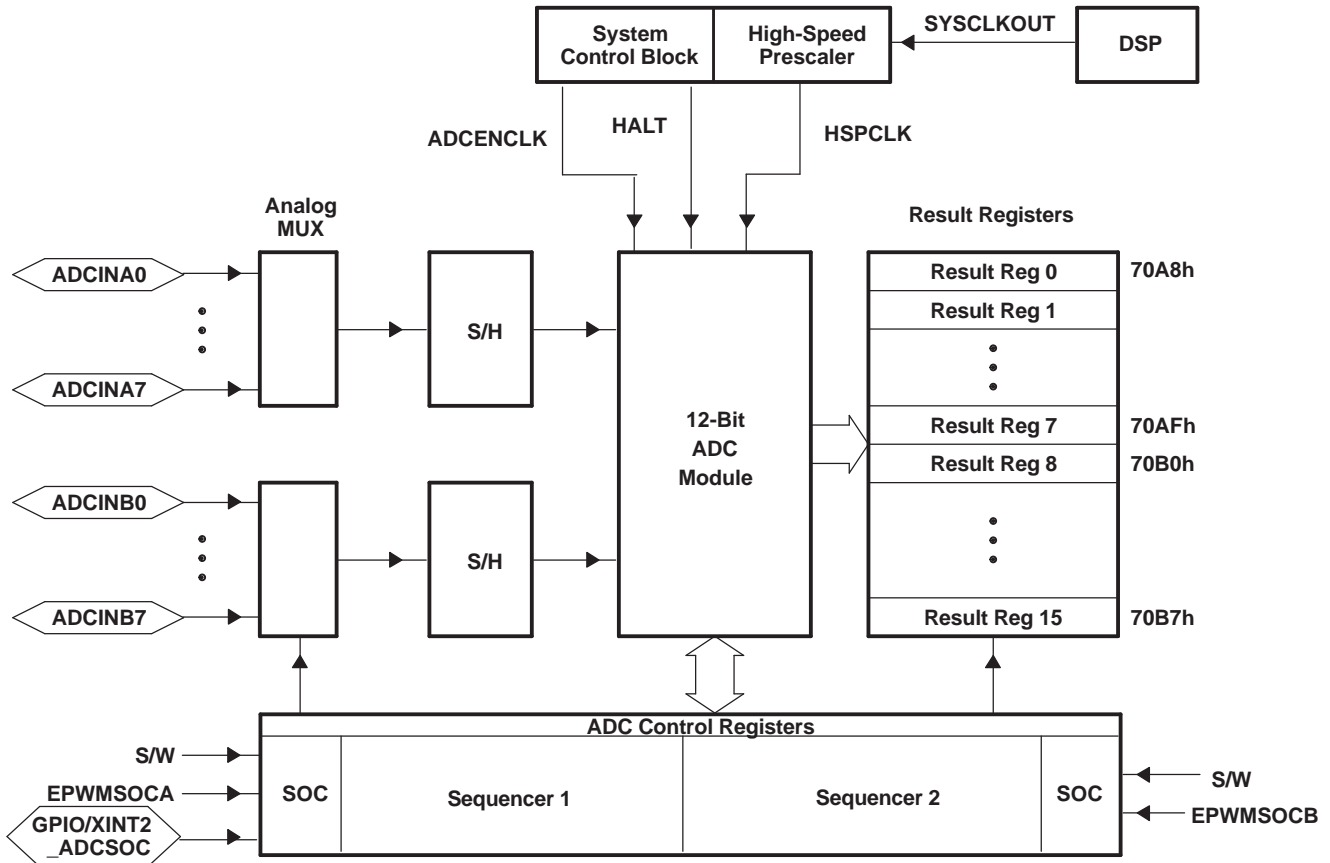 System
Control Block
High-Speed
Prescaler
SYSCLKOUT
DSP
ADCENCLK
HALT
HSPCLK
Analog
MUX
Result Registers
ADCINA0
ADCINA7
S/H
12-Bit
ADC
Module
Result Reg 0
70A8h
Result Reg 1
Result Reg 7
70AFh
Result Reg 8
70B0h
ADCINB0
ADCINB7
S/H
Result Reg 15
70B7h
ADC Control Registers
S/W
EPWMSOCA
GPIO/XINT2
_ADCSOC
SOC
Sequencer 1
Sequencer 2
SOC
S/W
EPWMSOCB